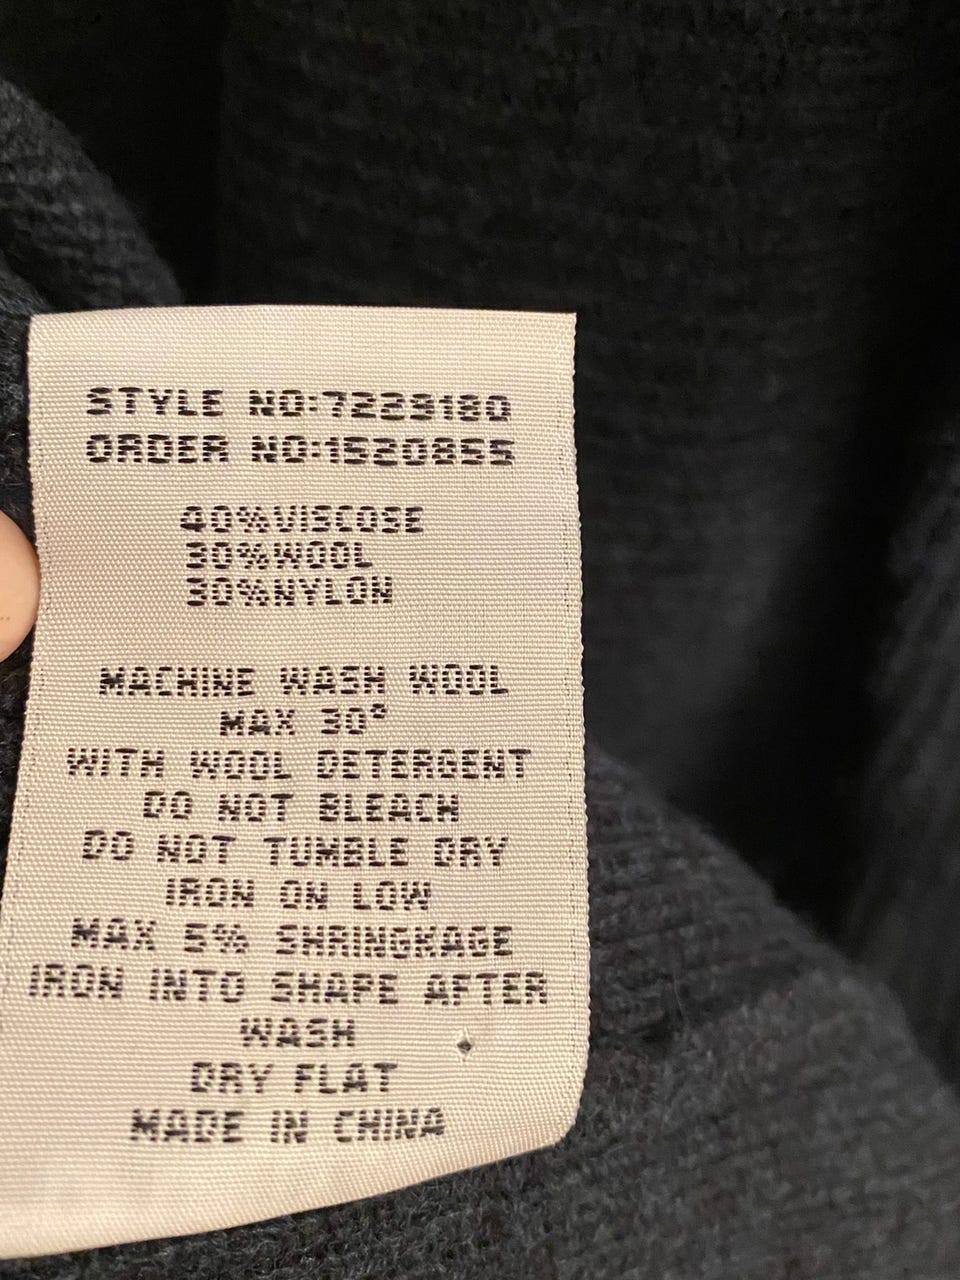 STYLE NO:7229180
ORDER NO:1520855
40%VISCOSE
30%WOOL
30%NYLON
MACHINE WASH WOOL
MAX 30°
WITH WOOL DETERGENT
DO NOT BLEACH
DO NOT TUMBLE DRY
IRON ON LOW
MAX 5% SHRINGKAGE
IRON INTO SHAPE AFTER
WASH
DRY FLAT
MADE IN CHINA